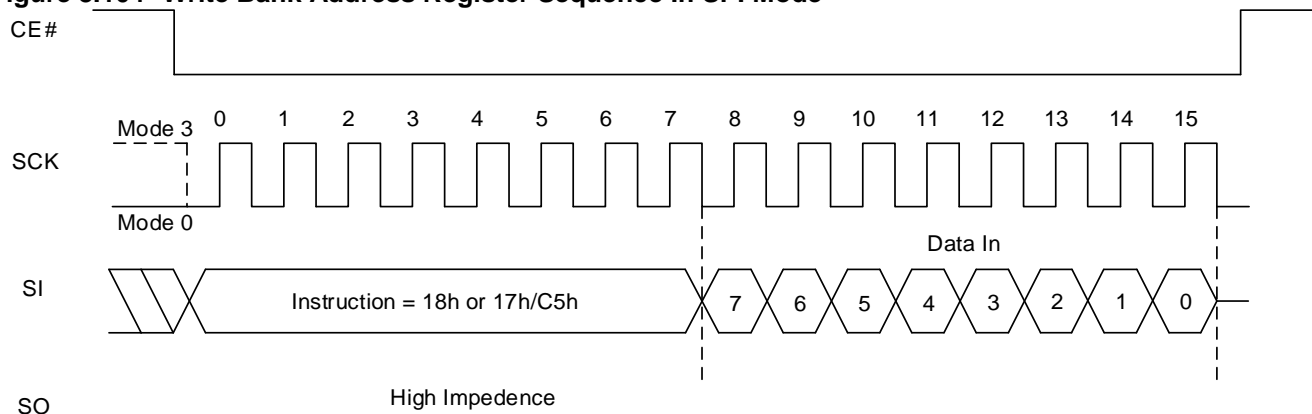 CE#
Mode 3
0 1 2 3 4 5 6 7 8 9 10 11 12 13 14 15
SCK
Mode 0
Data In
SI
Instruction = 18h or 17h/C5h
7 6 5 4 3 2 1 0
High Impedence
SO